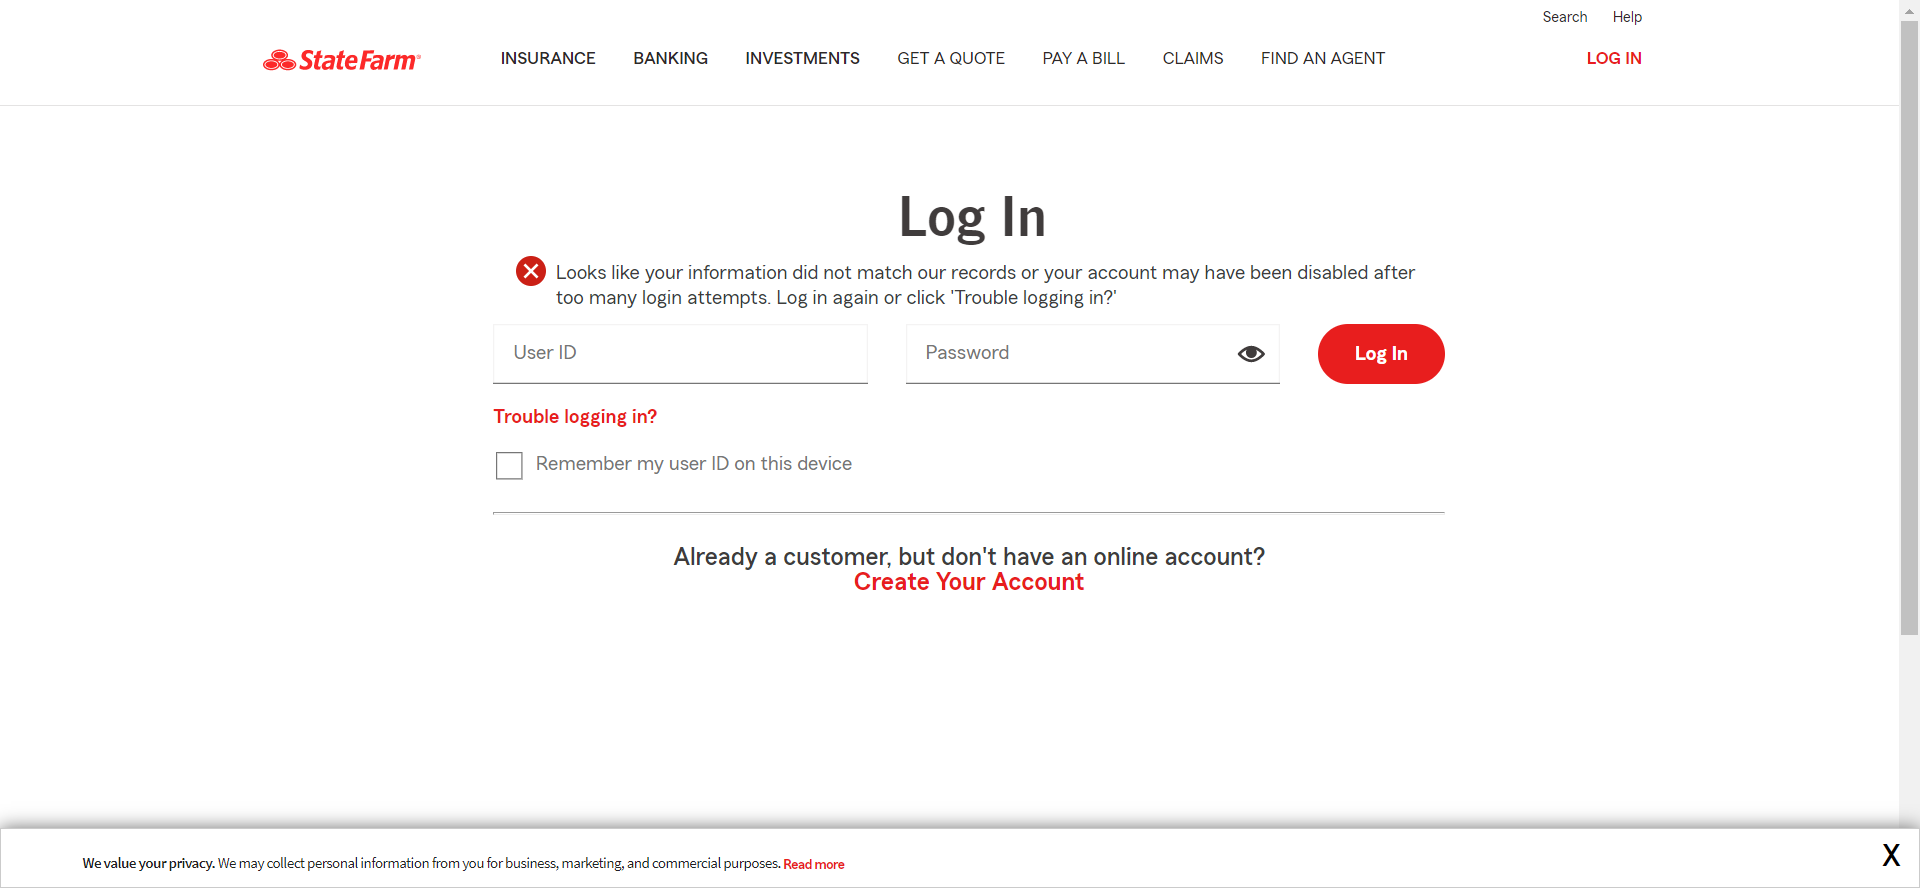 Search Help
StateFarm®
INSURANCE BANKING INVESTMENTS GET A QUOTE PAY A BILL CLAIMS FIND AN AGENT LOG IN
Log In
Looks like your information did not match our records or your account may have been disabled after
too many login attempts. Log in again or click 'Trouble logging in?'
User ID Password Log In
Trouble logging in?
Remember my user ID on this device
Already a customer, but don't have an online account?
Create Your Account
We value your privacy. We may collect personal information from you for business, marketing, and commercial purposes. Read more X